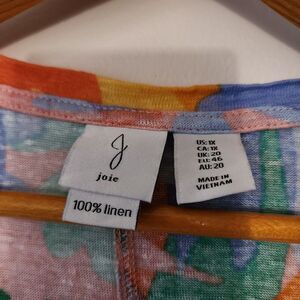 J
joie
100% linen
US: 1X
CA: 1X
UK: 20
EU: 46
AU: 20
MADE IN
VIETNAM